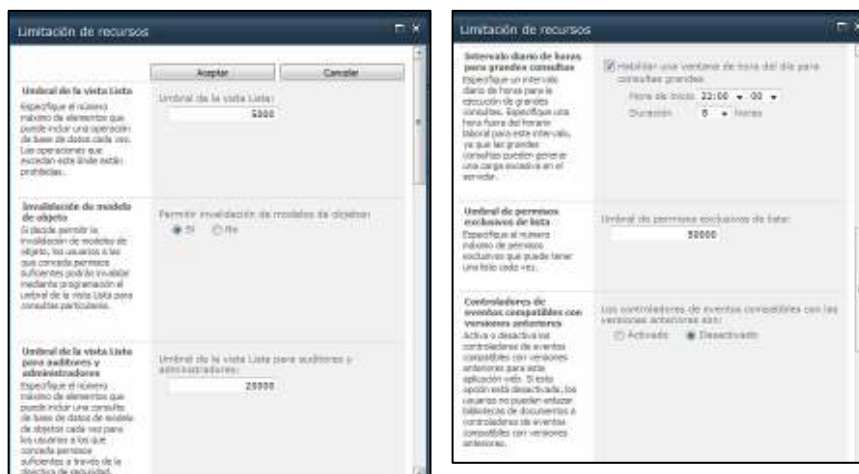 Limitación de recursos
Aceptar
Cancelar
Umbral de la vista Lista
Especifique el número
máximo de elementos que
puede incluir una operación
de base de datos cada vez.
Las operaciones que
excedan este límite están
prohibidas.
Umbral de la vista Lista:
5000
Invalidación de modelo
de objeto
Si decide permitir la
invalidación de modelos de
objeto, los usuarios a los
que conceda permisos
suficientes podrán invalidar
mediante programación el
umbral de la vista Lista para
consultas particulares.
Permitir invalidación de modelos de objetos:
Sí
No
Umbral de la vista Lista
para auditores y
administradores
Especifique el número
máximo de elementos que
puede incluir una consulta
de base de datos de modelo
de objetos cada vez para
los usuarios a los que
conceda permisos
suficientes a través de la
directiva de seguridad.
Umbral de la vista Lista para auditores y
administradores:
20000
Limitación de recursos
Intervalo diario de horas
para grandes consultas
Especifique un intervalo
diario de horas para la
ejecución de grandes
consultas. Especifique una
hora fuera del horario
laboral para este intervalo,
ya que las grandes
consultas pueden generar
una carga excesiva en el
servidor.
Habilitar una ventana de hora del día para
consultas grandes
Hora de inicio 22:00 00
Duración 8 horas
Umbral de permisos
exclusivos de lista
Especifique el número
máximo de permisos
exclusivos que puede tener
una lista cada vez.
Umbral de permisos exclusivos de lista:
50000
Controladores de
eventos compatibles con
versiones anteriores
Activa o desactiva los
controladores de eventos
compatibles con versiones
anteriores para esta
aplicación web. Si esta
opción está desactivada, los
usuarios no pueden enlazar
bibliotecas de documentos a
controladores de eventos
compatibles con versiones
anteriores.
Los controladores de eventos compatibles con las
versiones anteriores son:
Activado
Desactivado